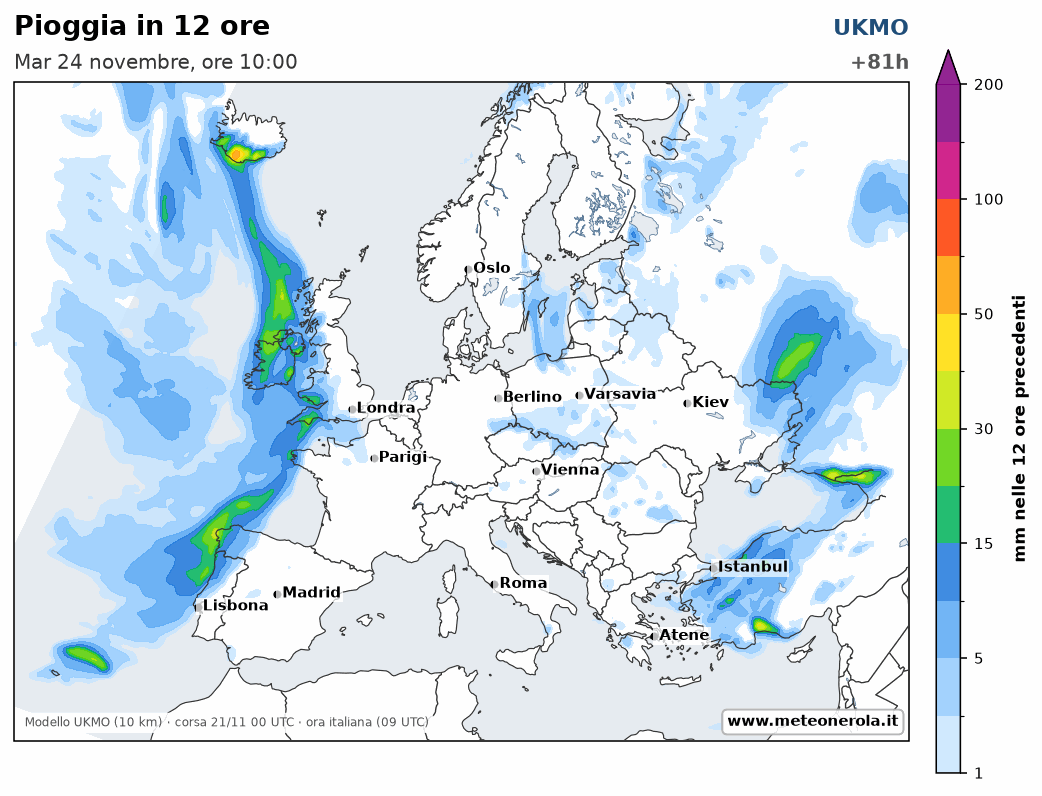 Pioggia in 12 ore
UKMO
Mar 24 novembre, ore 10:00
+81h
200
100
50
30
15
5
1
mm nelle 12 ore precedenti
Oslo
Berlino
Varsavia
Kiev
Londra
Parigi
Vienna
Istanbul
Roma
Madrid
Lisbona
Atene
Modello UKMO (10 km) · corsa 21/11 00 UTC · ora italiana (09 UTC)
www.meteonerola.it